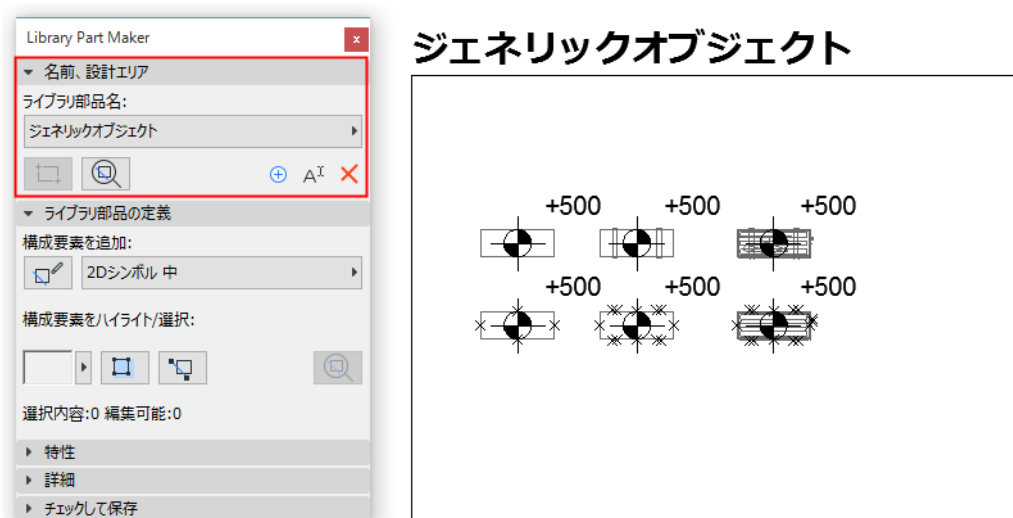 Library Part Maker
x
名前、設計エリア
ライブラリ部品名:
ジェネリックオブジェクト
A
ライブラリ部品の定義
構成要素を追加:
2Dシンボル 中
構成要素をハイライト/選択:
選択内容:0 編集可能:0
特性
詳細
チェックして保存
ジェネリックオブジェクト
+500 +500 +500
+500 +500 +500